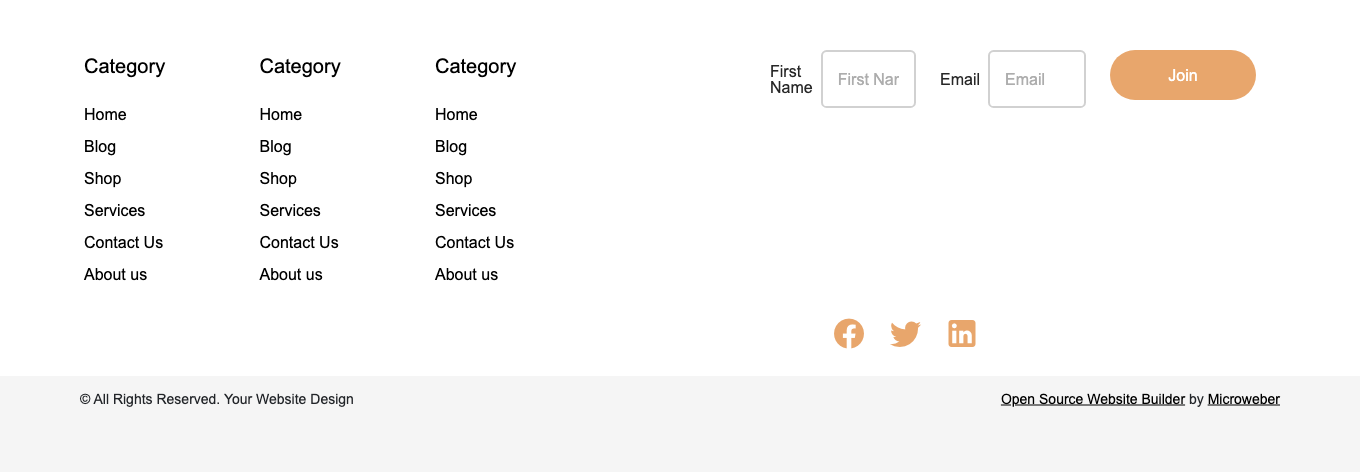 Category
Home
Blog
Shop
Services
Contact Us
About us
Category
Home
Blog
Shop
Services
Contact Us
About us
Category
Home
Blog
Shop
Services
Contact Us
About us
First
Name
First Nar
Email
Email
Join
© All Rights Reserved. Your Website Design
Open Source Website Builder by Microweber